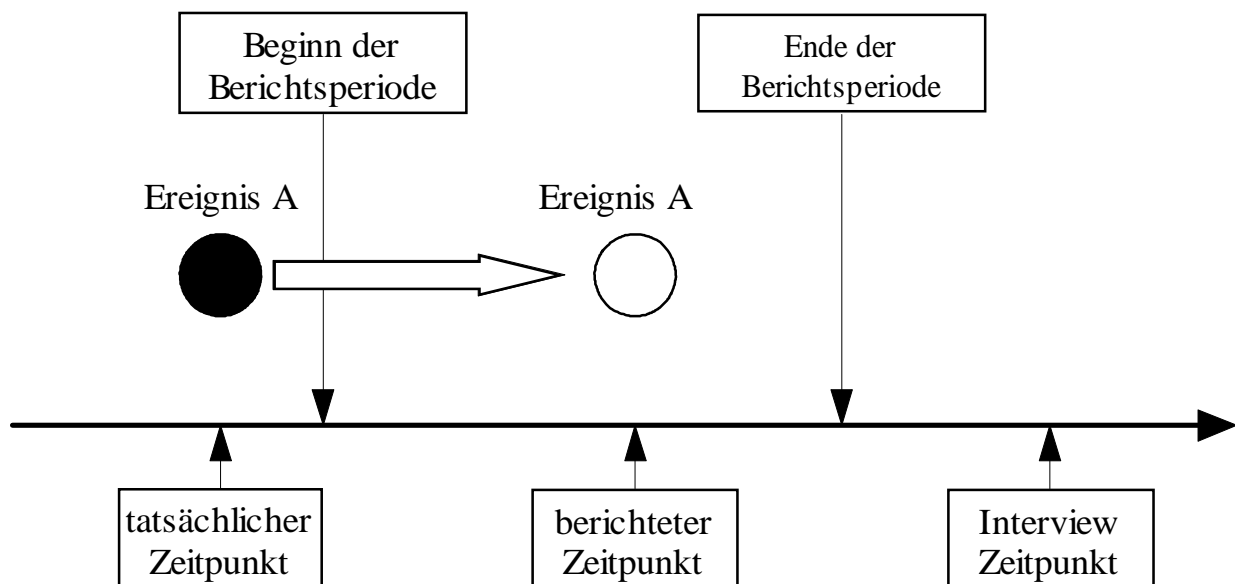 Beginn der
Berichtsperiode
Ende der
Berichtsperiode
Ereignis A
Ereignis A
tatsächlicher
Zeitpunkt
berichteter
Zeitpunkt
Interview
Zeitpunkt